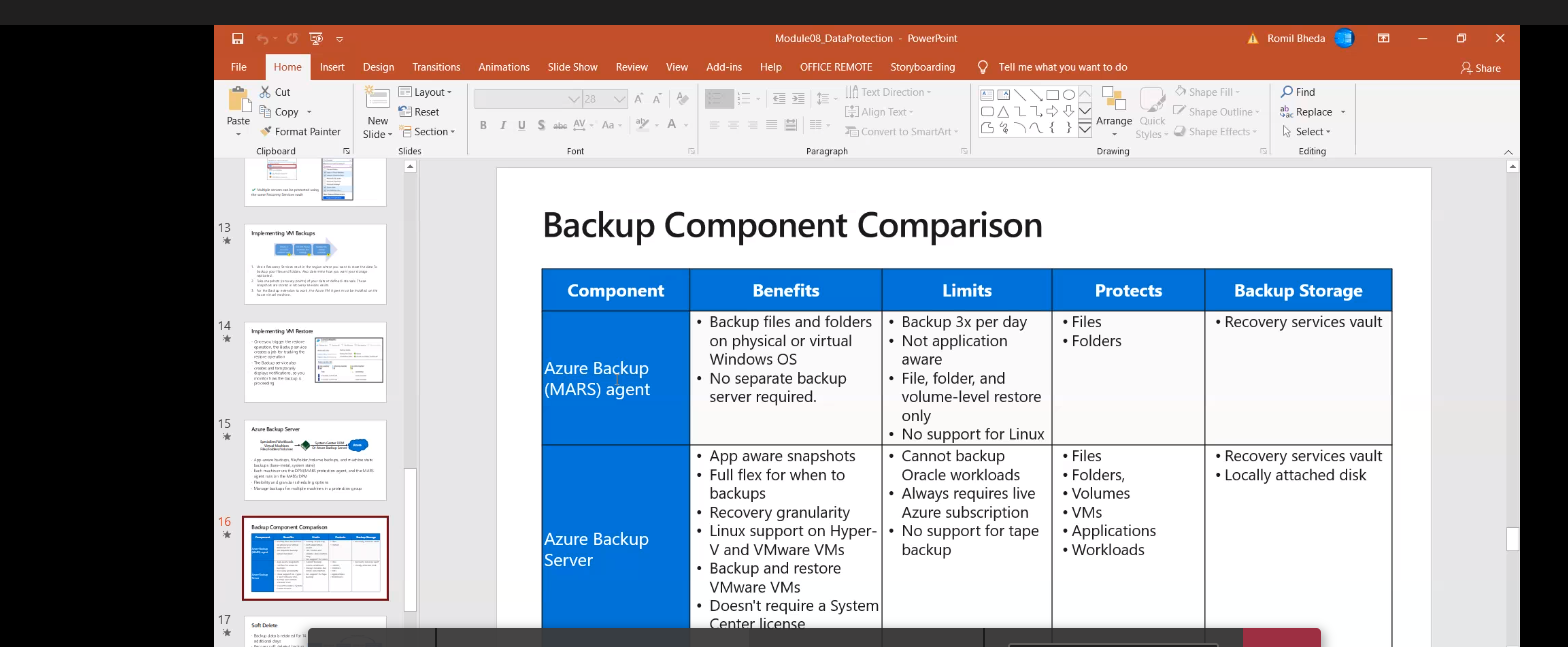 Module08_DataProtection - PowerPoint
Romil Bheda
File
Home
Insert
Design
Transitions
Animations
Slide Show
Review
View
Add-ins
Help
OFFICE REMOTE
Storyboarding
Tell me what you want to do
Share
Paste
Cut
Copy
Format Painter
Clipboard
New
Slide
Layout
Reset
Section
Slides
28
Font
Text Direction
Align Text
Convert to SmartArt
Paragraph
Arrange
Quick
Styles
Shape Fill
Shape Outline
Shape Effects
Drawing
Find
Replace
Select
Editing
13
Implementing VM Backups
14
Implementing VM Restore
15
Azure Backup Server
16
Backup Component Comparison
17
Soft Delete
Backup Component Comparison
Component
Benefits
Limits
Protects
Backup Storage
Azure Backup
(MARS) agent
• Backup files and folders
on physical or virtual
Windows OS
• No separate backup
server required.
• Backup 3x per day
• Not application
aware
• File, folder, and
volume-level restore
only
• No support for Linux
• Files
• Folders
• Recovery services vault
Azure Backup
Server
• App aware snapshots
• Full flex for when to
backups
• Recovery granularity
• Linux support on Hyper-
V and VMware VMs
• Backup and restore
VMware VMs
• Doesn't require a System
Center license
• Cannot backup
Oracle workloads
• Always requires live
Azure subscription
• No support for tape
backup
• Files
• Folders,
• Volumes
• VMs
• Applications
• Workloads
• Recovery services vault
• Locally attached disk